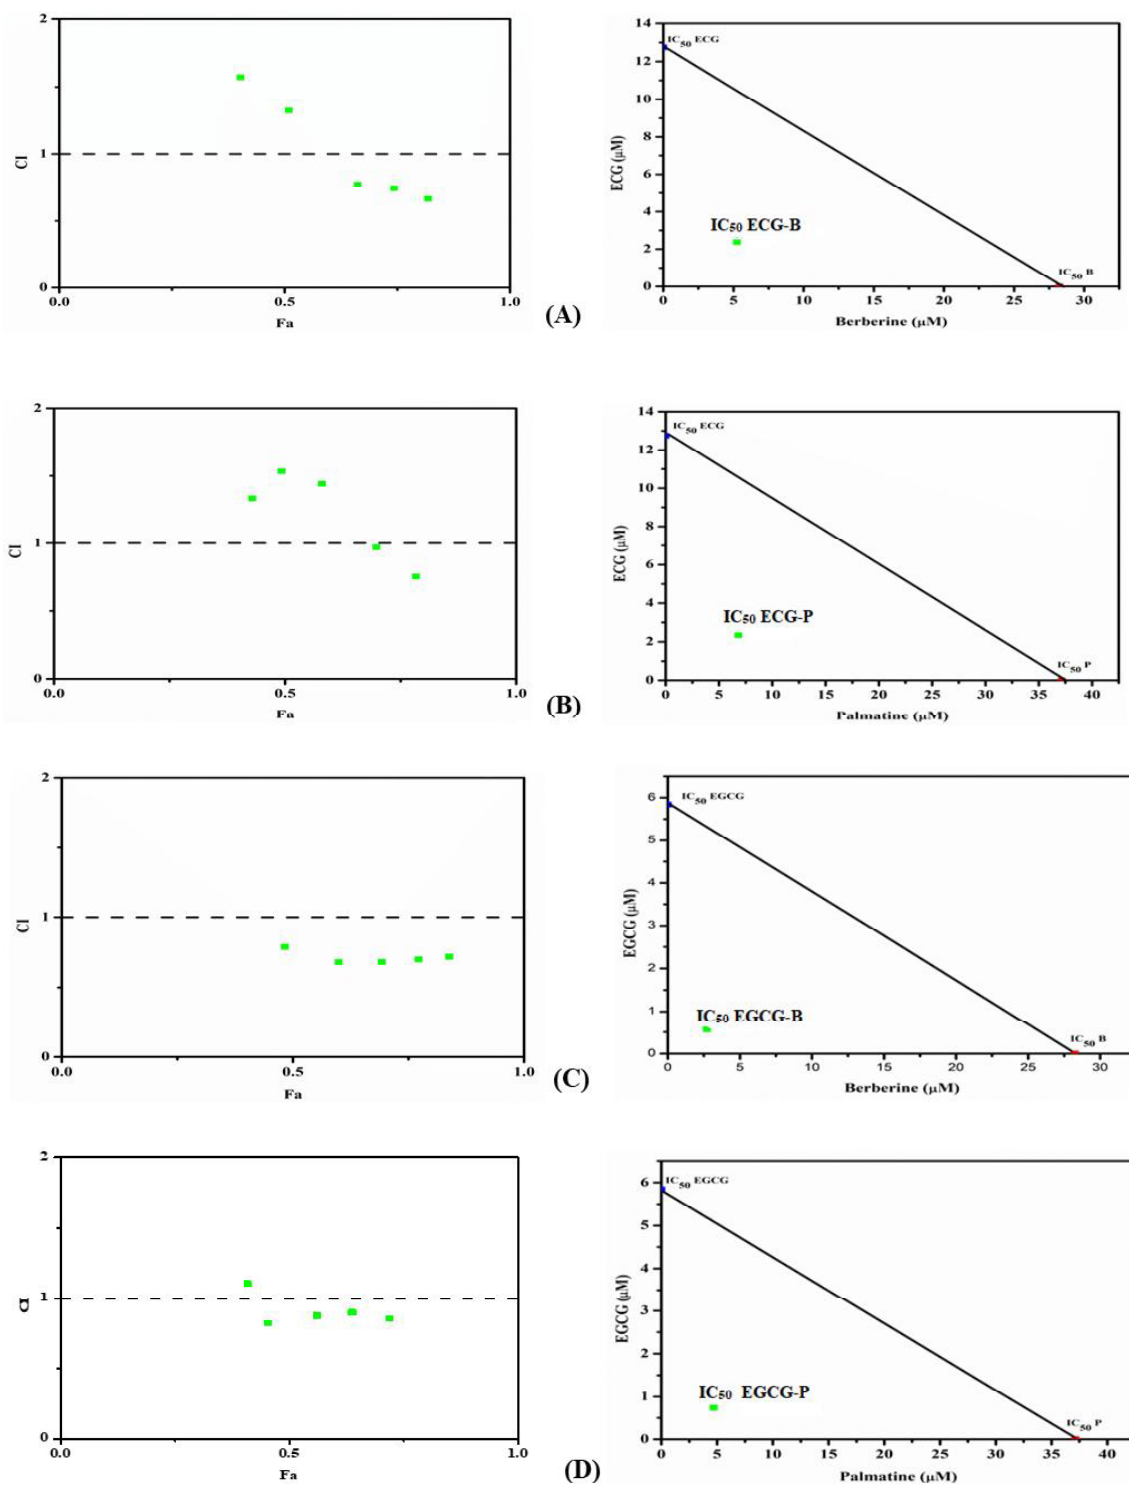 2
1
0
CI
0.0
0.5
1.0
Fa
(A)
14
12
10
8
6
4
2
0
ECG (μM)
IC50 ECG
IC50 ECG-B
IC50 B
0
5
10
15
20
25
30
Berberine (μM)
2
1
0
CI
0.0
0.5
1.0
Fa
(B)
14
12
10
8
6
4
2
0
ECG (μM)
IC50 ECG
IC50 ECG-P
IC50 P
0
5
10
15
20
25
30
35
40
Palmatine (μM)
2
1
0
CI
0.0
0.5
1.0
Fa
(C)
6
5
4
3
2
1
0
EGCG (μM)
IC50 EGCG
IC50 EGCG-B
IC50 B
0
5
10
15
20
25
30
Berberine (μM)
2
1
0
CI
0.0
0.5
1.0
Fa
(D)
6
5
4
3
2
1
0
EGCG (μM)
IC50 EGCG
IC50 EGCG-P
IC50 P
0
5
10
15
20
25
30
35
40
Palmatine (μM)